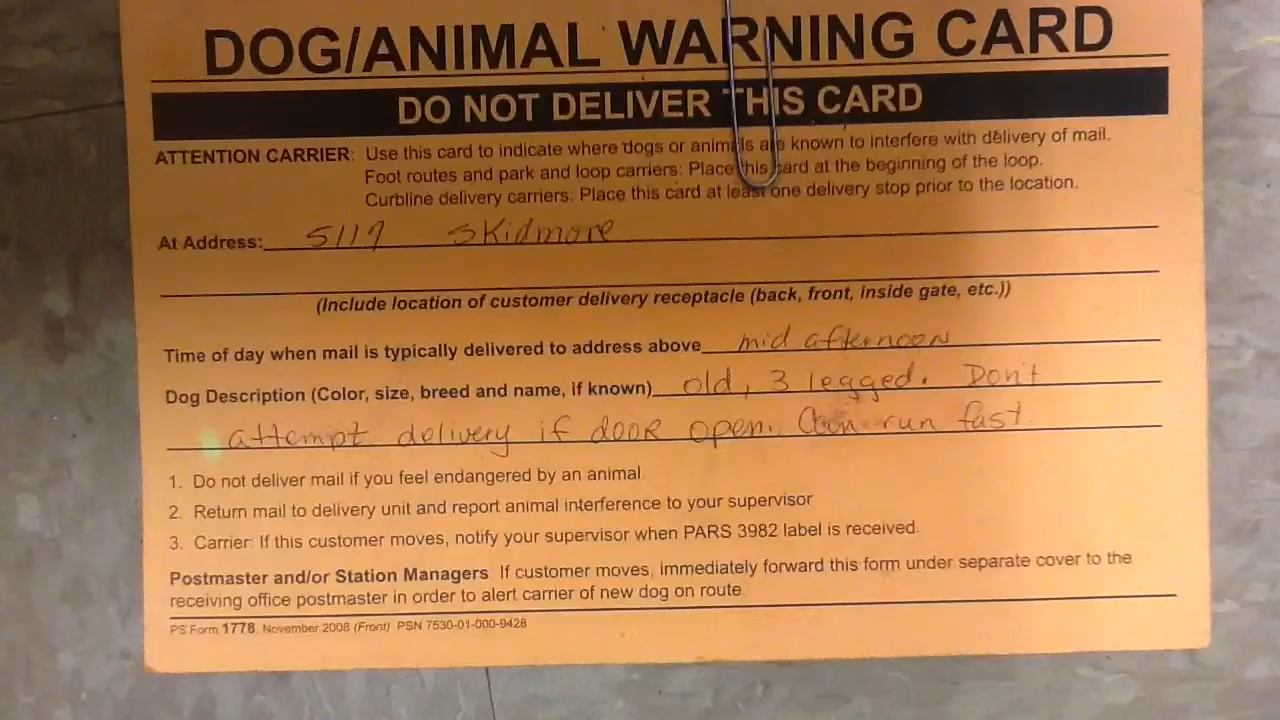 DOG/ANIMAL WARNING CARD
DO NOT DELIVER THIS CARD
ATTENTION CARRIER: Use this card to indicate where dogs or animals are known to interfere with delivery of mail.
Foot routes and park and loop carriers: Place this card at the beginning of the loop.
Curbline delivery carriers: Place this card at least one delivery stop prior to the location.
At Address: 5117 Skidmore
(Include location of customer delivery receptacle (back, front, inside gate, etc.))
Time of day when mail is typically delivered to address above mid afternoon
Dog Description (Color, size, breed and name, if known) old, 3 legged. Don't
attempt delivery if door open. Can run fast.
1. Do not deliver mail if you feel endangered by an animal.
2. Return mail to delivery unit and report animal interference to your supervisor
3. Carrier: If this customer moves, notify your supervisor when PARS 3982 label is received.
Postmaster and/or Station Managers: If customer moves, immediately forward this form under separate cover to the
receiving office postmaster in order to alert carrier of new dog on route.
PS Form 1778, November 2008 (Front) PSN 7530-01-000-9428